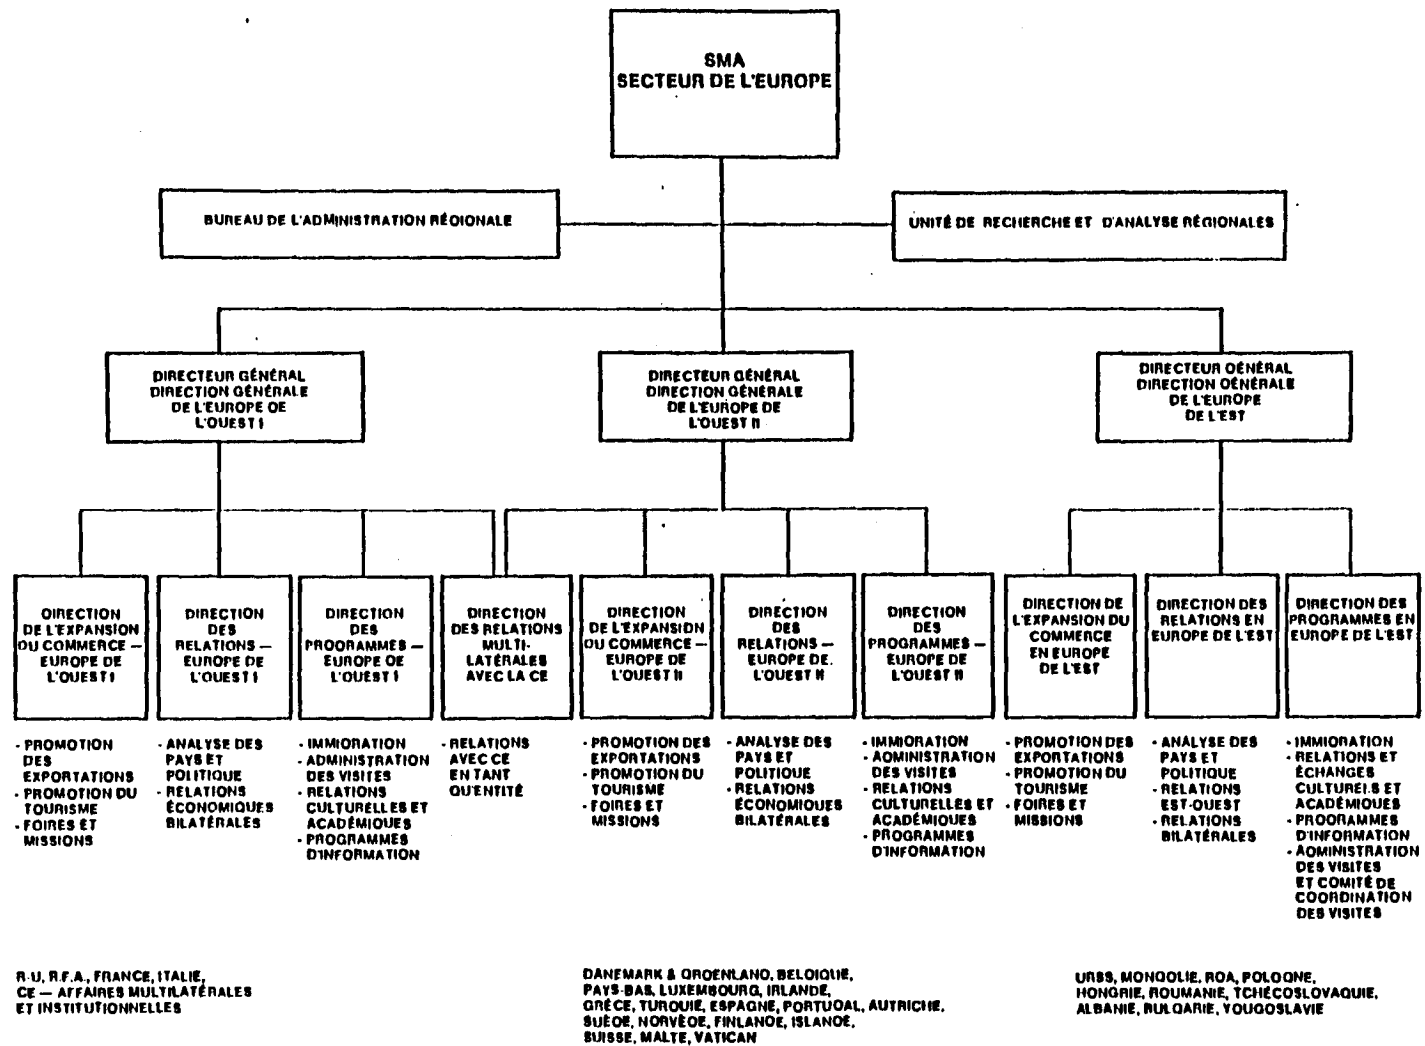 SMA
SECTEUR DE L'EUROPE
BUREAU DE L'ADMINISTRATION RÉGIONALE
UNITÉ DE RECHERCHE ET D'ANALYSE RÉGIONALES
DIRECTEUR GÉNÉRAL
DIRECTION GÉNÉRALE
DE L'EUROPE DE
L'OUEST I
DIRECTEUR GÉNÉRAL
DIRECTION GÉNÉRALE
DE L'EUROPE DE
L'OUEST II
DIRECTEUR GÉNÉRAL
DIRECTION GÉNÉRALE
DE L'EUROPE
DE L'EST
DIRECTION
DE L'EXPANSION
DU COMMERCE —
EUROPE DE
L'OUEST I
DIRECTION
DES
RELATIONS —
EUROPE DE
L'OUEST I
DIRECTION
DES
PROGRAMMES —
EUROPE DE
L'OUEST I
DIRECTION
DES RELATIONS
MULTI-
LATÉRALES
AVEC LA CE
DIRECTION
DE L'EXPANSION
DU COMMERCE —
EUROPE DE
L'OUEST II
DIRECTION
DES
RELATIONS —
EUROPE DE
L'OUEST II
DIRECTION
DES
PROGRAMMES —
EUROPE DE
L'OUEST II
DIRECTION DE
L'EXPANSION DU
COMMERCE
EN EUROPE
DE L'EST
DIRECTION DES
RELATIONS EN
EUROPE DE L'EST
DIRECTION DES
PROGRAMMES EN
EUROPE DE L'EST
- PROMOTION
DES
EXPORTATIONS
- PROMOTION DU
TOURISME
- FOIRES ET
MISSIONS
- ANALYSE DES
PAYS ET
POLITIQUE
- RELATIONS
ÉCONOMIQUES
BILATÉRALES
- IMMIGRATION
- ADMINISTRATION
DES VISITES
- RELATIONS
CULTURELLES ET
ACADÉMIQUES
- PROGRAMMES
D'INFORMATION
- RELATIONS
AVEC CE
EN TANT
QU'ENTITÉ
- PROMOTION DES
EXPORTATIONS
- PROMOTION DU
TOURISME
- FOIRES ET
MISSIONS
- ANALYSE DES
PAYS ET
POLITIQUE
- RELATIONS
ÉCONOMIQUES
BILATÉRALES
- IMMIGRATION
- ADMINISTRATION
DES VISITES
- RELATIONS
CULTURELLES ET
ACADÉMIQUES
- PROGRAMMES
D'INFORMATION
- PROMOTION DES
EXPORTATIONS
- PROMOTION DU
TOURISME
- FOIRES ET
MISSIONS
- ANALYSE DES
PAYS ET
POLITIQUE
- RELATIONS
EST-OUEST
- RELATIONS
BILATÉRALES
- IMMIGRATION
- RELATIONS ET
ÉCHANGES
CULTURELS ET
ACADÉMIQUES
- PROGRAMMES
D'INFORMATION
- ADMINISTRATION
DES VISITES
ET COMITÉ DE
COORDINATION
DES VISITES
R-U, R.F.A., FRANCE, ITALIE,
CE — AFFAIRES MULTILATÉRALES
ET INSTITUTIONNELLES
DANEMARK & GROENLAND, BELGIQUE,
PAYS-BAS, LUXEMBOURG, IRLANDE,
GRÈCE, TURQUIE, ESPAGNE, PORTUGAL, AUTRICHE,
SUÈDE, NORVÈGE, FINLANDE, ISLANDE,
SUISSE, MALTE, VATICAN
URSS, MONGOLIE, RDA, POLOGNE,
HONGRIE, ROUMANIE, TCHÉCOSLOVAQUIE,
ALBANIE, BULGARIE, YOUGOSLAVIE